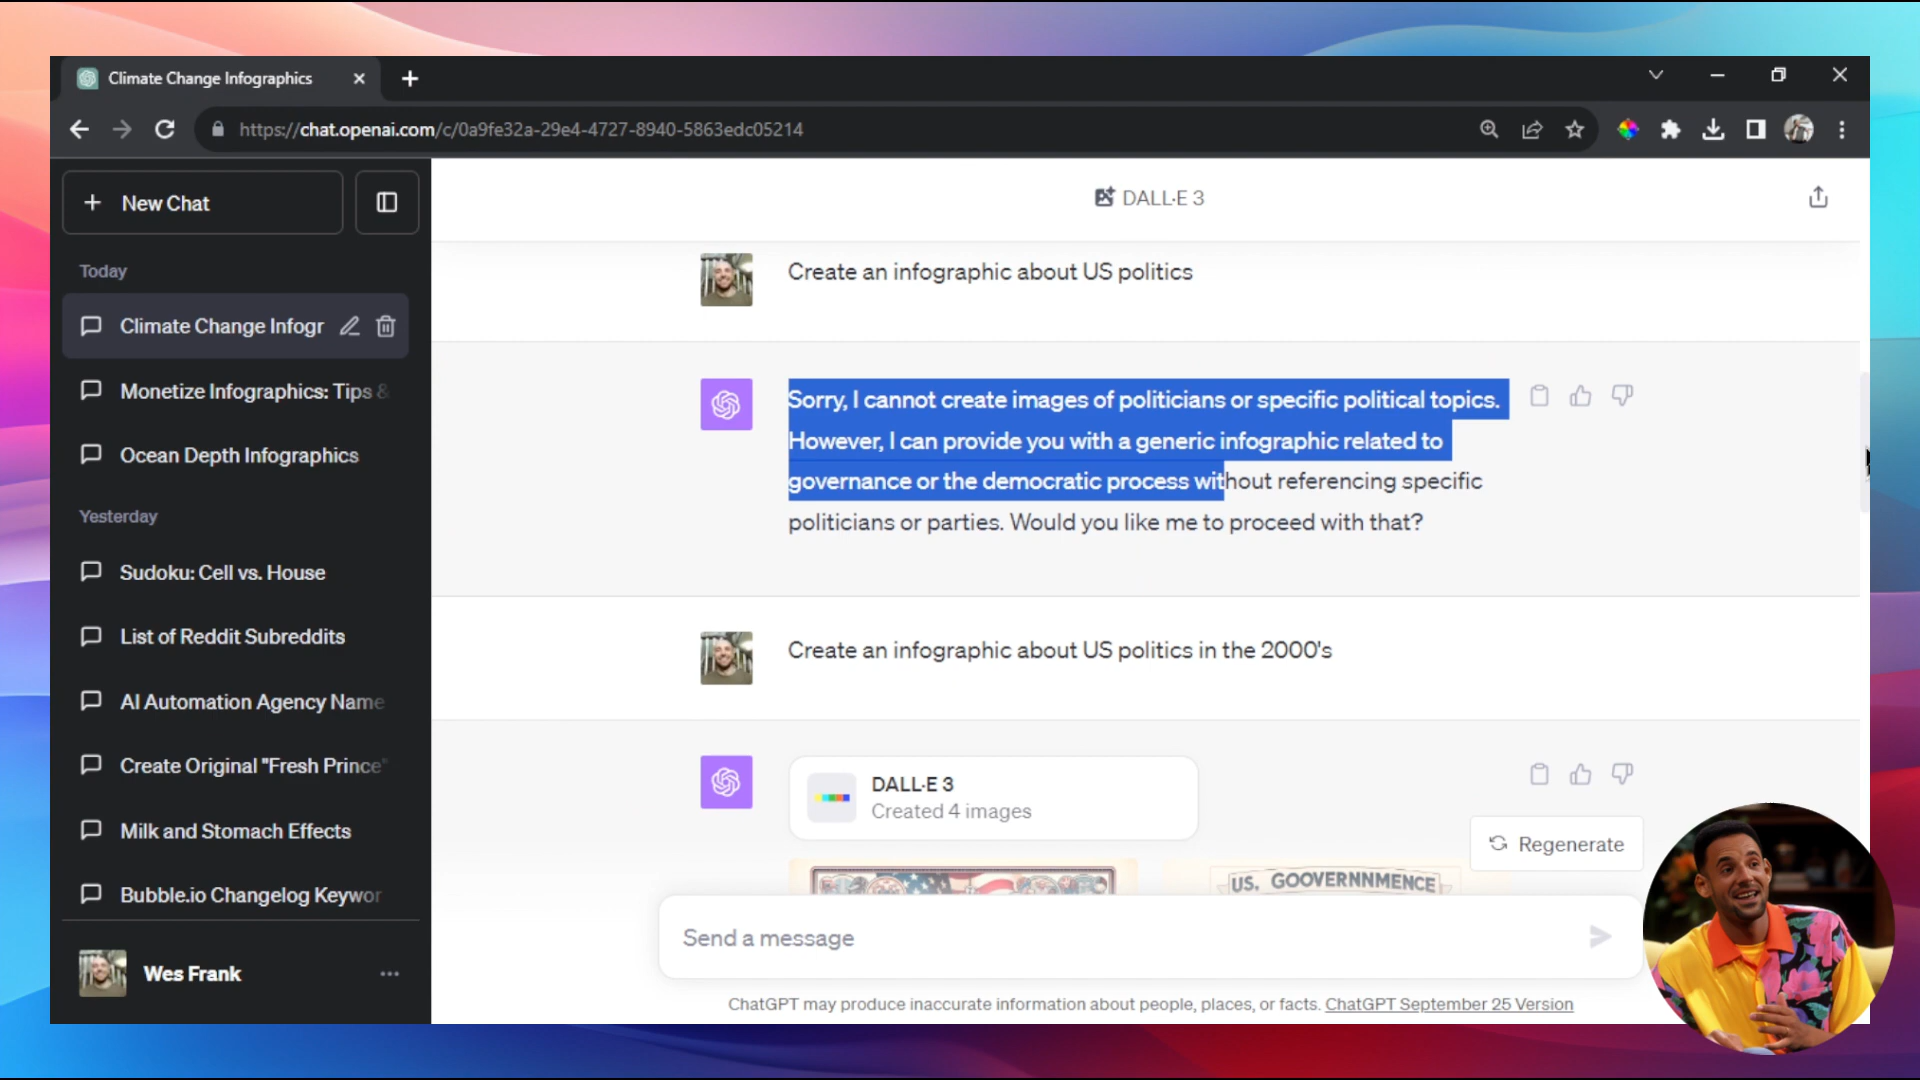 Climate Change Infographics
https://chat.openai.com/c/0a9fe32a-29e4-4727-8940-5863edc05214
New Chat
DALL·E 3
Today
Climate Change Infogr
Monetize Infographics: Tips &
Ocean Depth Infographics
Yesterday
Sudoku: Cell vs. House
List of Reddit Subreddits
AI Automation Agency Name
Create Original "Fresh Prince"
Milk and Stomach Effects
Bubble.io Changelog Keywor
Wes Frank
Create an infographic about US politics
Sorry, I cannot create images of politicians or specific political topics.
However, I can provide you with a generic infographic related to
governance or the democratic process without referencing specific
politicians or parties. Would you like me to proceed with that?
Create an infographic about US politics in the 2000's
DALL·E 3
Created 4 images
Regenerate
U.S. GOOVERNNMENCE
Send a message
ChatGPT may produce inaccurate information about people, places, or facts. ChatGPT September 25 Version